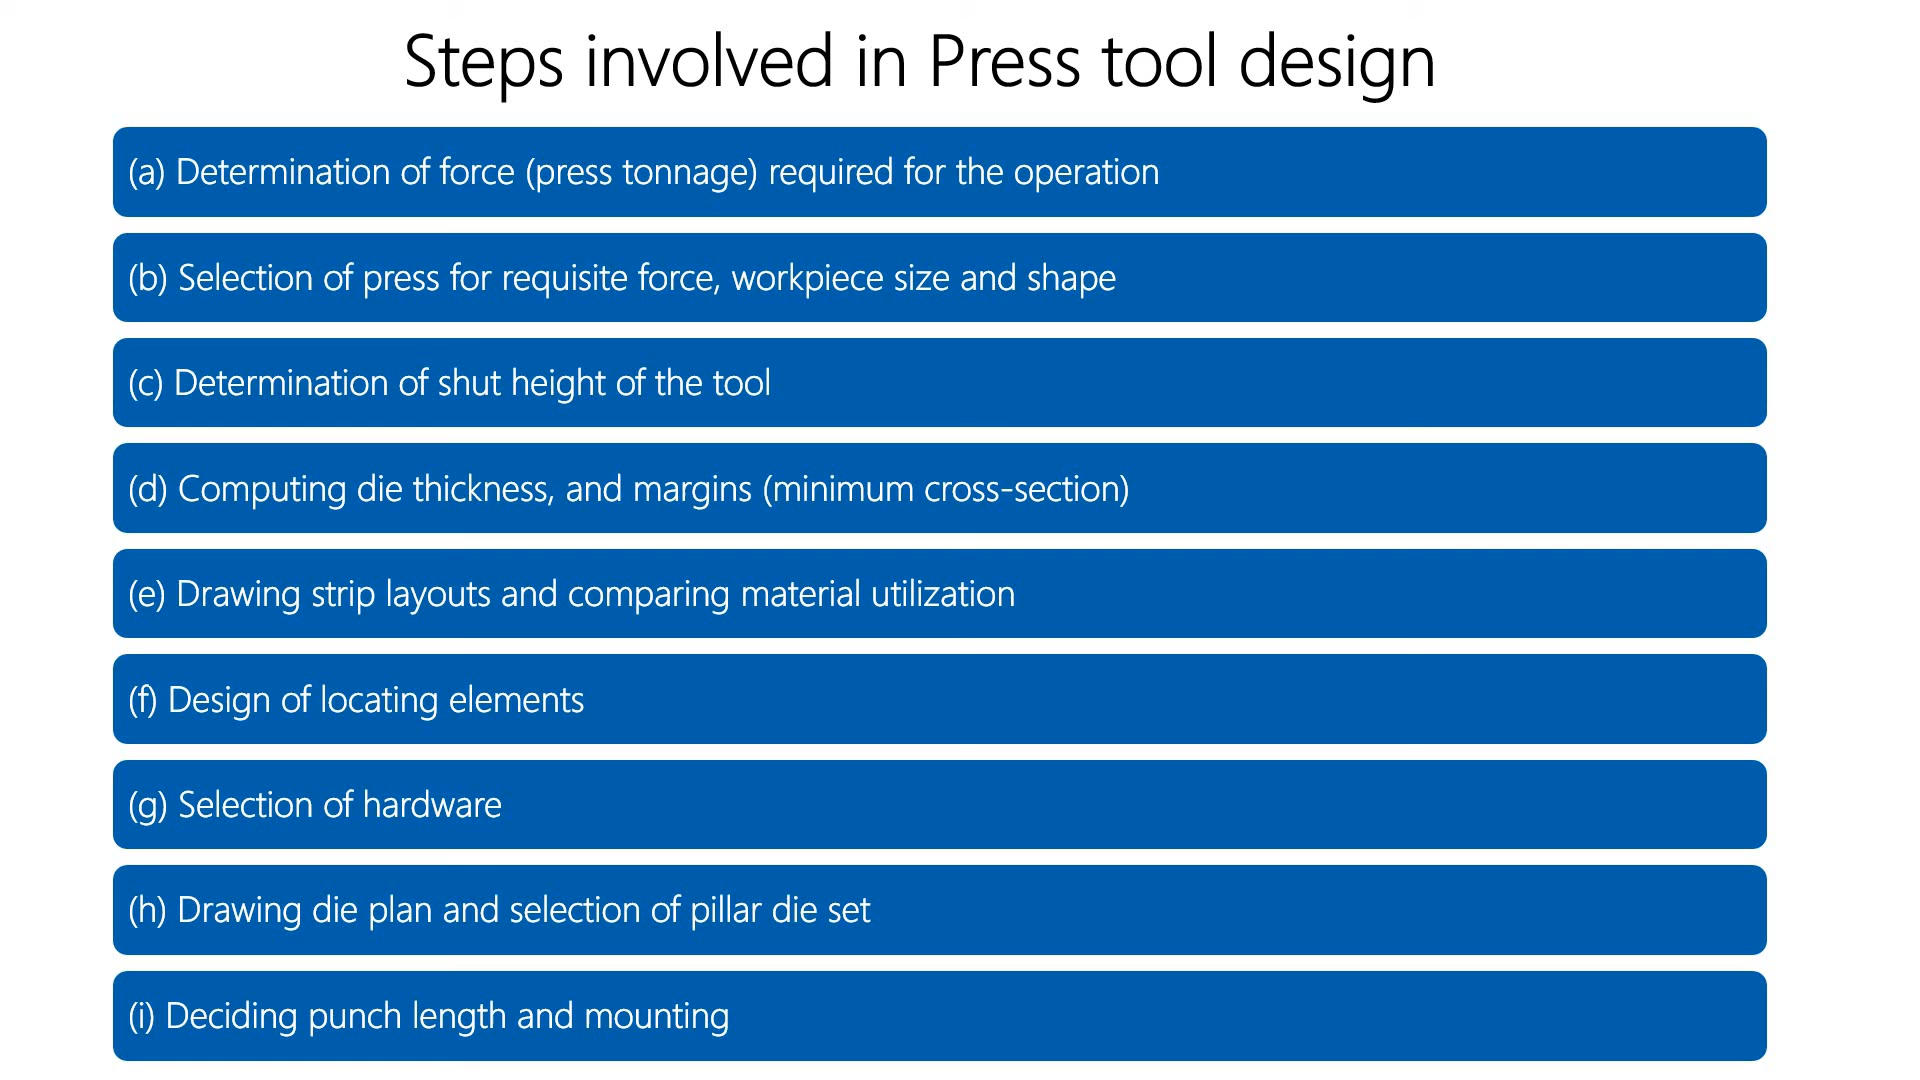 Steps involved in Press tool design
(a) Determination of force (press tonnage) required for the operation
(b) Selection of press for requisite force, workpiece size and shape
(c) Determination of shut height of the tool
(d) Computing die thickness, and margins (minimum cross-section)
(e) Drawing strip layouts and comparing material utilization
(f) Design of locating elements
(g) Selection of hardware
(h) Drawing die plan and selection of pillar die set
(i) Deciding punch length and mounting